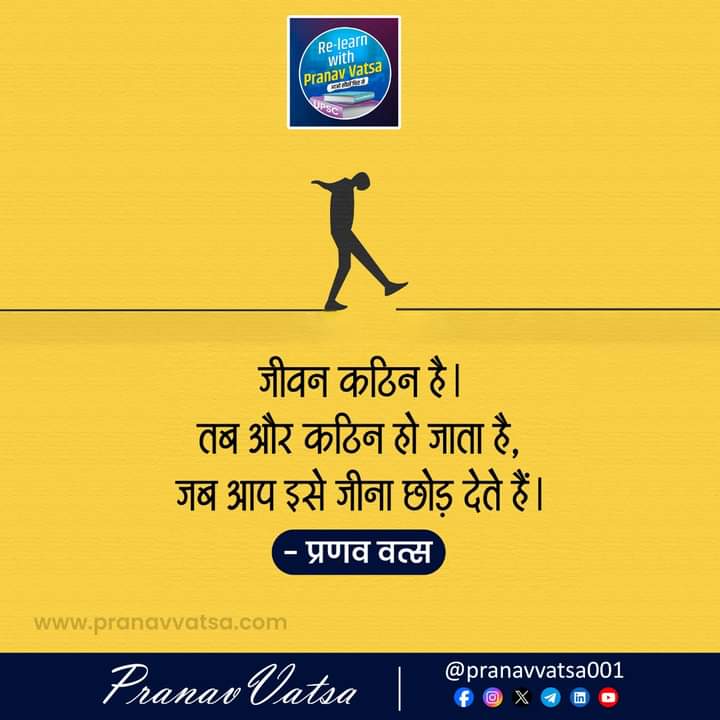 Re-learn
with
Pranav Vatsa
UPSC
जीवन कठिन है।
तब और कठिन हो जाता है,
जब आप इसे जीना छोड़ देते हैं।
- प्रणव वत्स
www.pranavvatsa.com
Pranav Vatsa
@pranavvatsa001